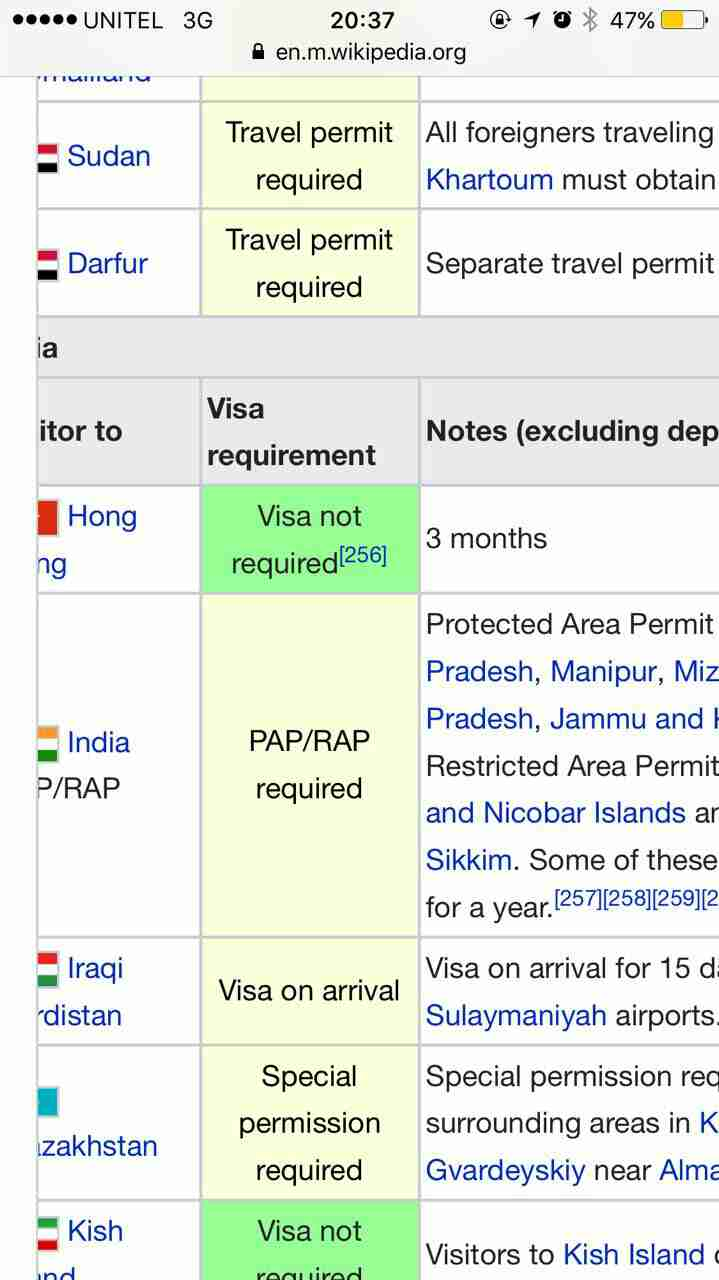 UNITEL 3G 20:37 47%
en.m.wikipedia.org
Sudan
Travel permit
required
All foreigners traveling
Khartoum must obtain
Darfur
Travel permit
required
Separate travel permit
ia
itor to
Visa
requirement
Notes (excluding dep
Hong
ng
Visa not
required[256]
3 months
India
P/RAP
PAP/RAP
required
Protected Area Permit
Pradesh, Manipur, Miz
Pradesh, Jammu and
Restricted Area Permit
and Nicobar Islands ar
Sikkim. Some of these
for a year.[257][258][259][2
Iraqi
rdistan
Visa on arrival
Visa on arrival for 15 da
Sulaymaniyah airports.
azakhstan
Special
permission
required
Special permission req
surrounding areas in K
Gvardeyskiy near Alma
Kish
and
Visa not
required
Visitors to Kish Island